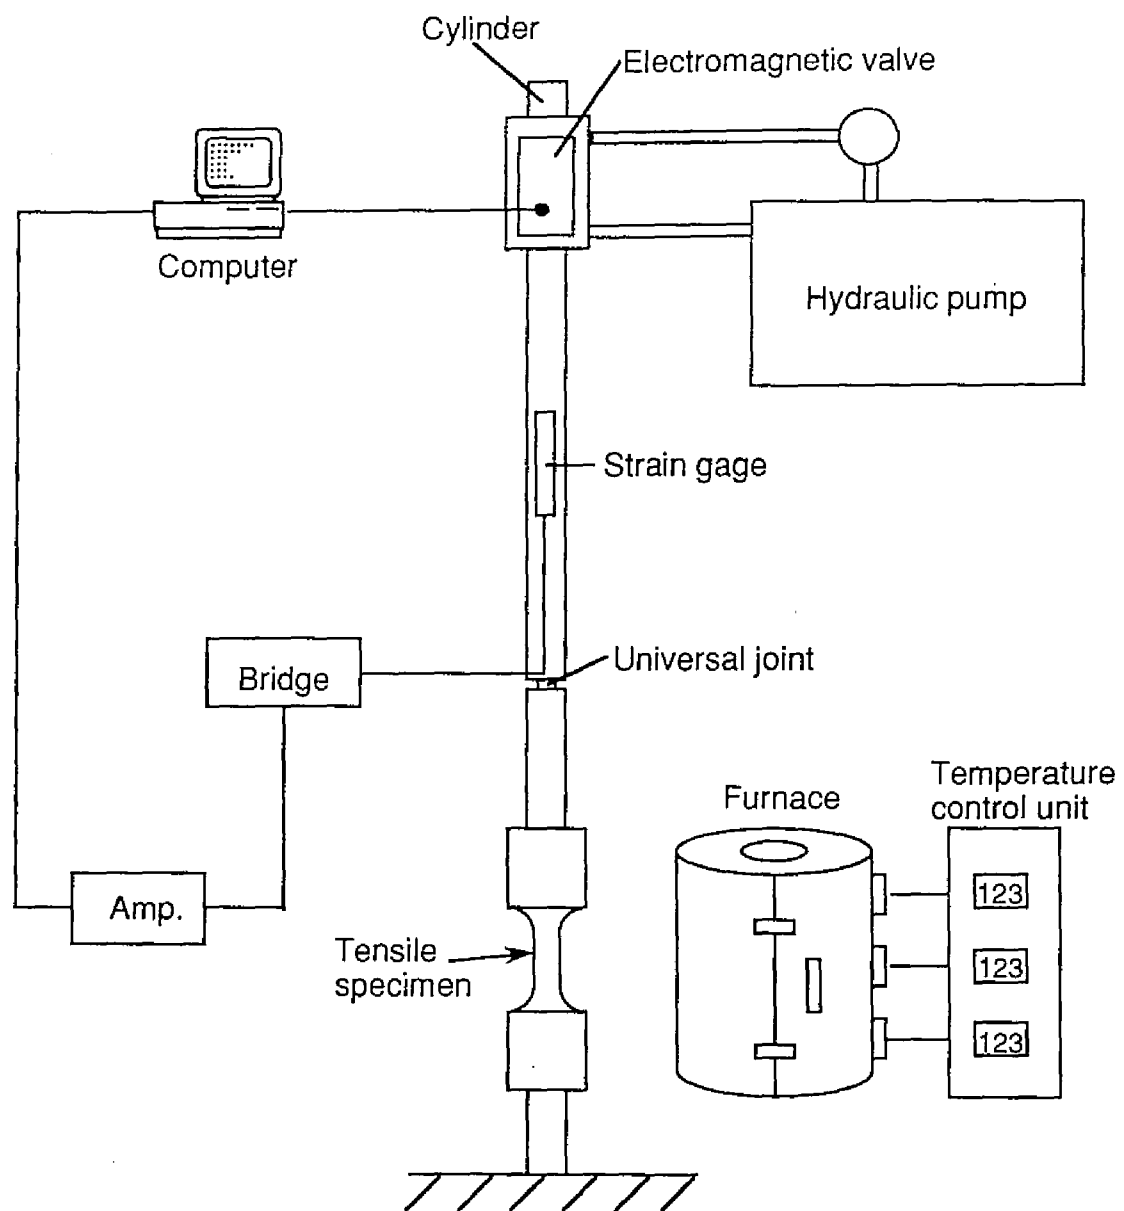 Cylinder
Electromagnetic valve
Computer
Hydraulic pump
Strain gage
Universal joint
Bridge
Temperature
control unit
Furnace
123
Amp.
Tensile
specimen
123
123